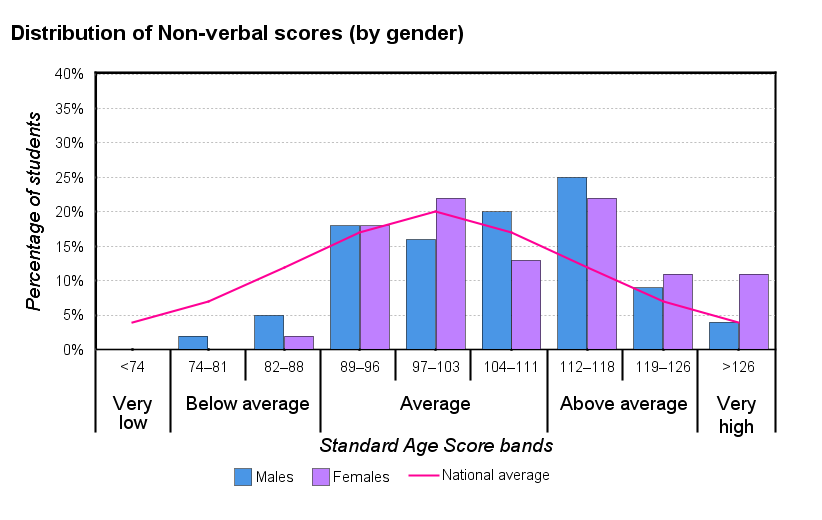 Distribution of Non-verbal scores (by gender)
40%
35%
30%
25%
20%
15%
10%
5%
0%
Percentage of students
<74 74–81 82–88 89–96 97–103 104–111 112–118 119–126 >126
Very low Below average Average Above average Very high
Standard Age Score bands
Males Females National average